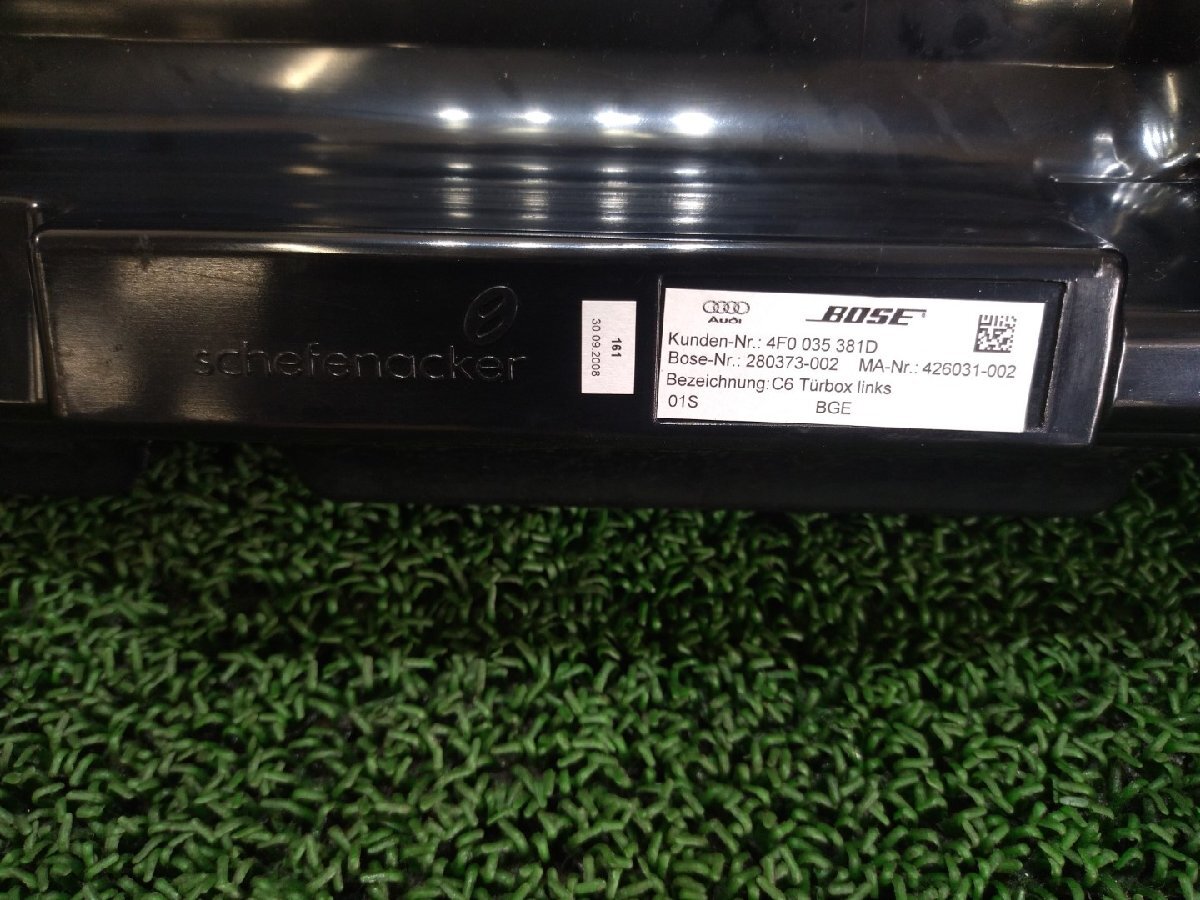 schefenacker
161
30 09.2008
Audi
BOSE
Kunden-Nr.: 4F0 035 381D
Bose-Nr.: 280373-002 MA-Nr.: 426031-002
Bezeichnung:C6 Türbox links
01S BGE